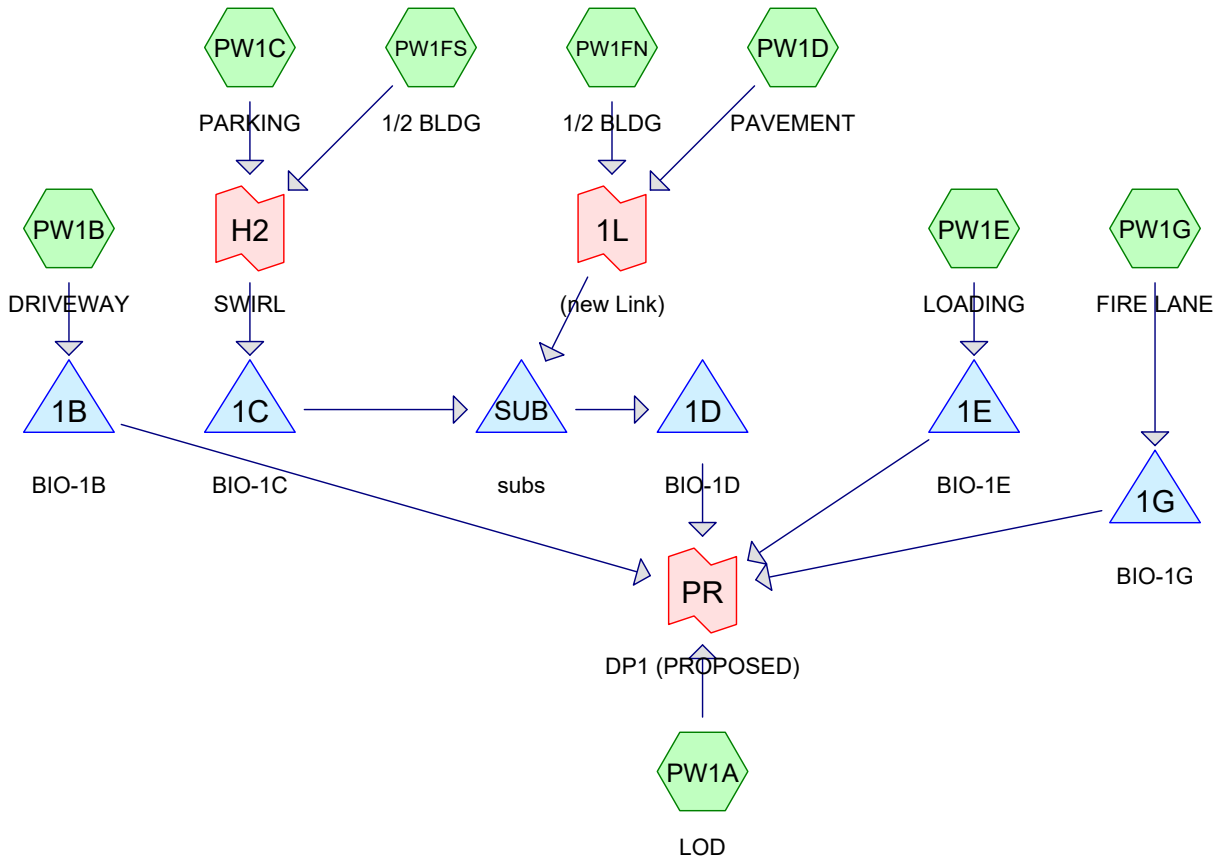 PW1C
PW1FS
PW1FN
PW1D
PARKING
1/2 BLDG
1/2 BLDG
PAVEMENT
PW1B
H2
1L
PW1E
PW1G
DRIVEWAY
SWIRL
(new Link)
LOADING
FIRE LANE
1B
1C
SUB
1D
1E
BIO-1B
BIO-1C
subs
BIO-1D
BIO-1E
1G
BIO-1G
PR
DP1 (PROPOSED)
PW1A
LOD